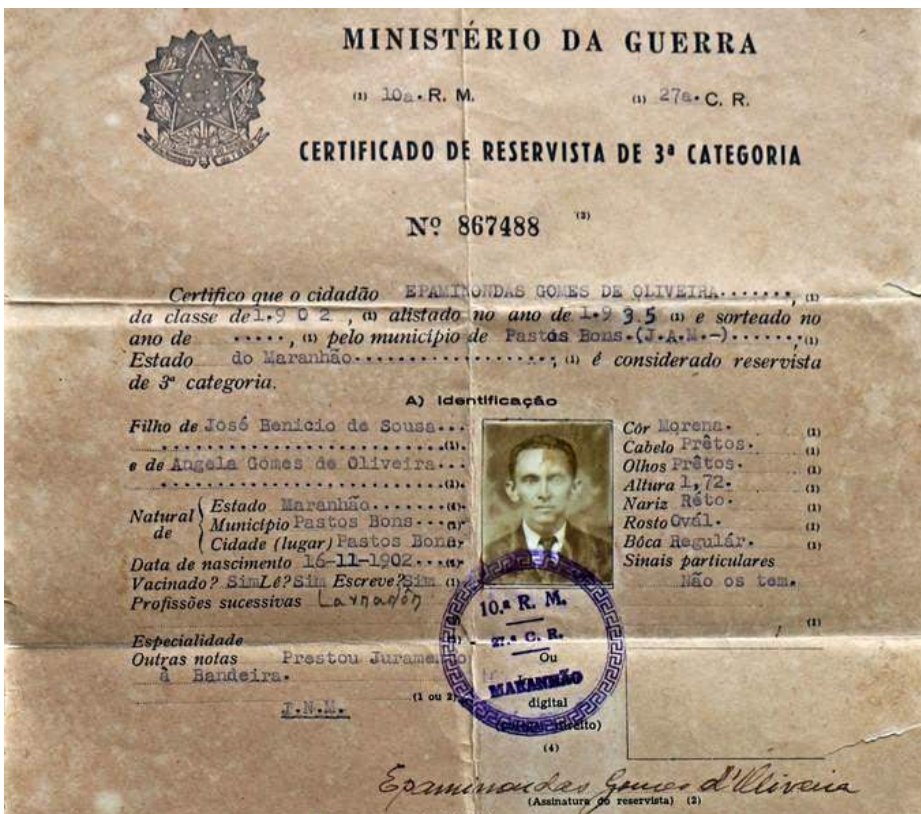 MINISTÉRIO DA GUERRA
(1) 10a. R. M. (1) 27a. C. R.
CERTIFICADO DE RESERVISTA DE 3ª CATEGORIA
Nº 867488 (3)
Certifico que o cidadão EPAMINONDAS GOMES DE OLIVEIRA......., (1)
da classe de 1.9 0 2 , (1) alistado no ano de 1.9 3.5 (1) e sorteado no
ano de ....., (1) pelo município de Pastos Bons.(J.A.M.-).......,(1)
Estado do Maranhão..................., (1) é considerado reservista
de 3ª categoria.
A) Identificação
Filho de José Benicio de Sousa...
(1).
e de Angela Gomes de Oliveira...
(1).
Natural de
Estado Maranhão.......(1).
Município Pastos Bons....(1).
Cidade (lugar) Pastos Bons.
Data de nascimento 16-11-1902....(1).
Vacinado? Sim Lê? Sim Escreve? Sim (1)
Profissões sucessivas
Especialidade (1)
Outras notas Prestou Juramento
à Bandeira.
(1 ou 2)
J.N.M.
Côr Morena. (1)
Cabelo Prêtos. (1)
Olhos Prêtos. (1)
Altura 1,72. (1)
Nariz Réto. (1)
Rosto Ovál. (1)
Bôca Regulár. (1)
Sinais particulares
Não os tem.
(1)
10.ª R. M.
27.ª C. R.
Ou
MARANHÃO
digital
direito)
(4)
Epaminondas Gomes d'Oliveira
(Assinatura do reservista) (2)